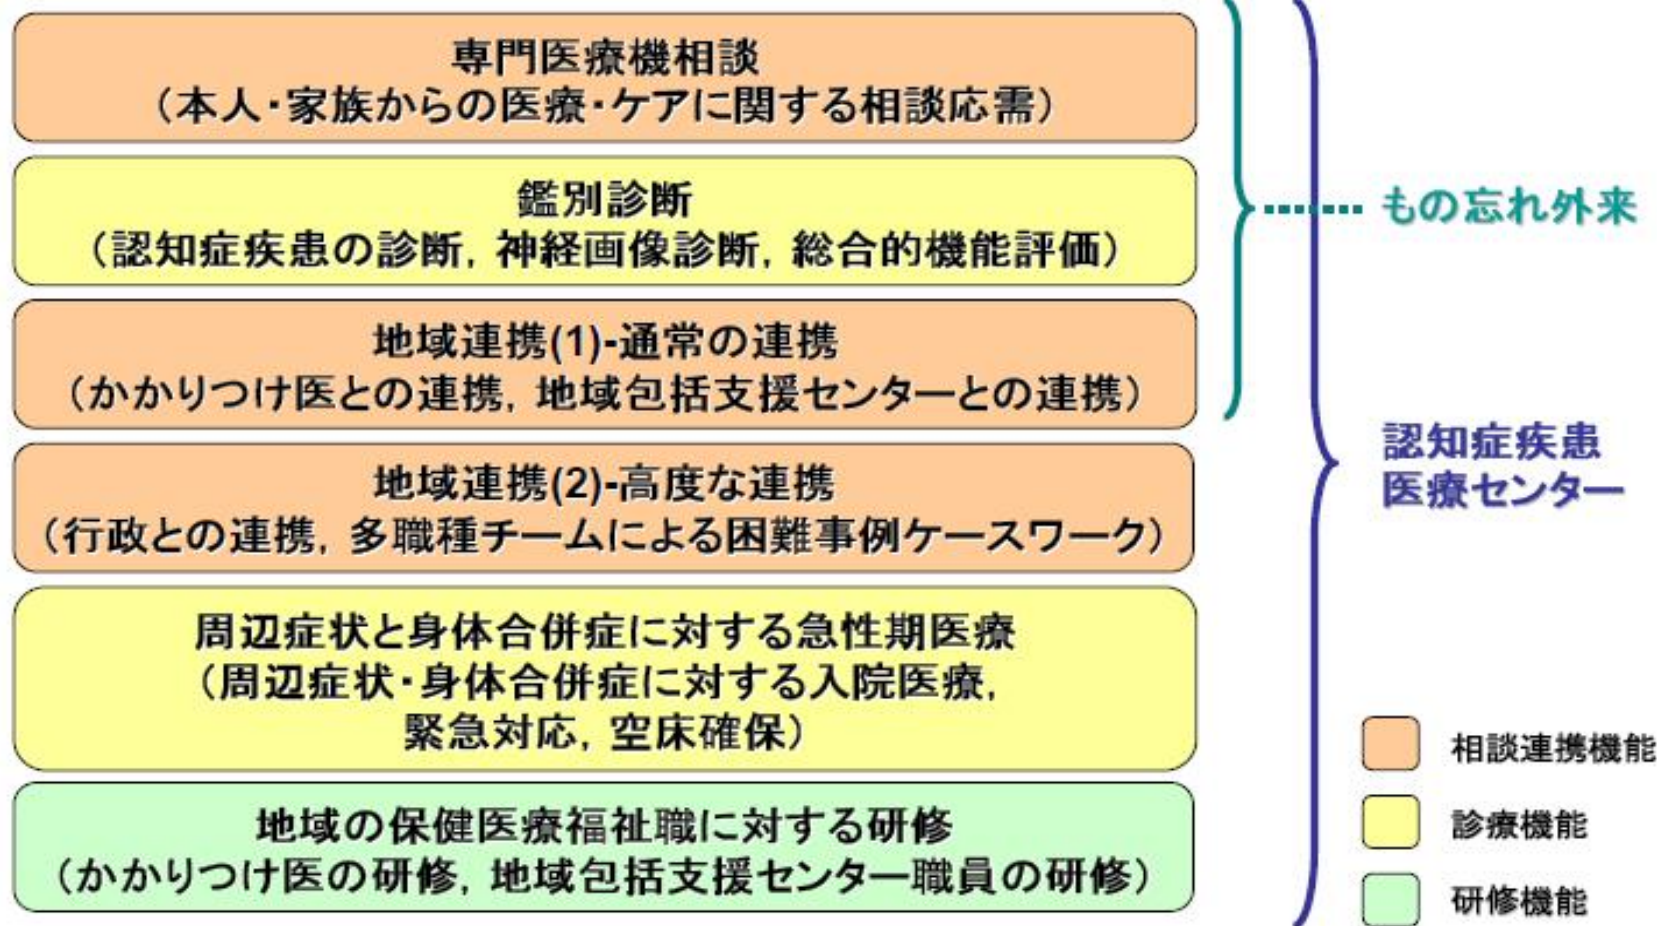 専門医療機相談
（本人・家族からの医療・ケアに関する相談応需）
鑑別診断
（認知症疾患の診断, 神経画像診断, 総合的機能評価）
地域連携(1)-通常の連携
（かかりつけ医との連携, 地域包括支援センターとの連携）
地域連携(2)-高度な連携
（行政との連携, 多職種チームによる困難事例ケースワーク）
周辺症状と身体合併症に対する急性期医療
（周辺症状・身体合併症に対する入院医療,
緊急対応, 空床確保）
地域の保健医療福祉職に対する研修
（かかりつけ医の研修, 地域包括支援センター職員の研修）
もの忘れ外来
認知症疾患
医療センター
相談連携機能
診療機能
研修機能